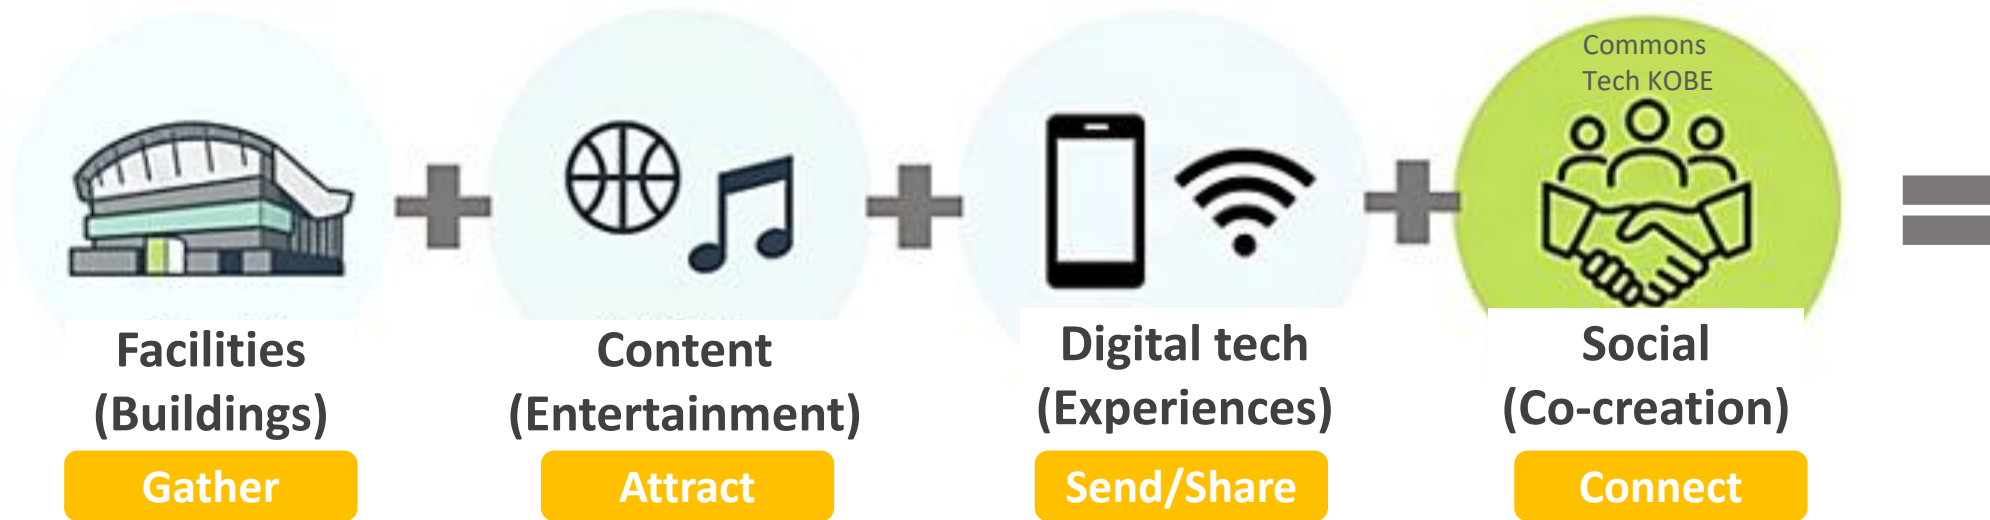 Commons
Tech KOBE
Facilities
(Buildings)
Gather
Content
(Entertainment)
Attract
Digital tech
(Experiences)
Send/Share
Social
(Co-creation)
Connect